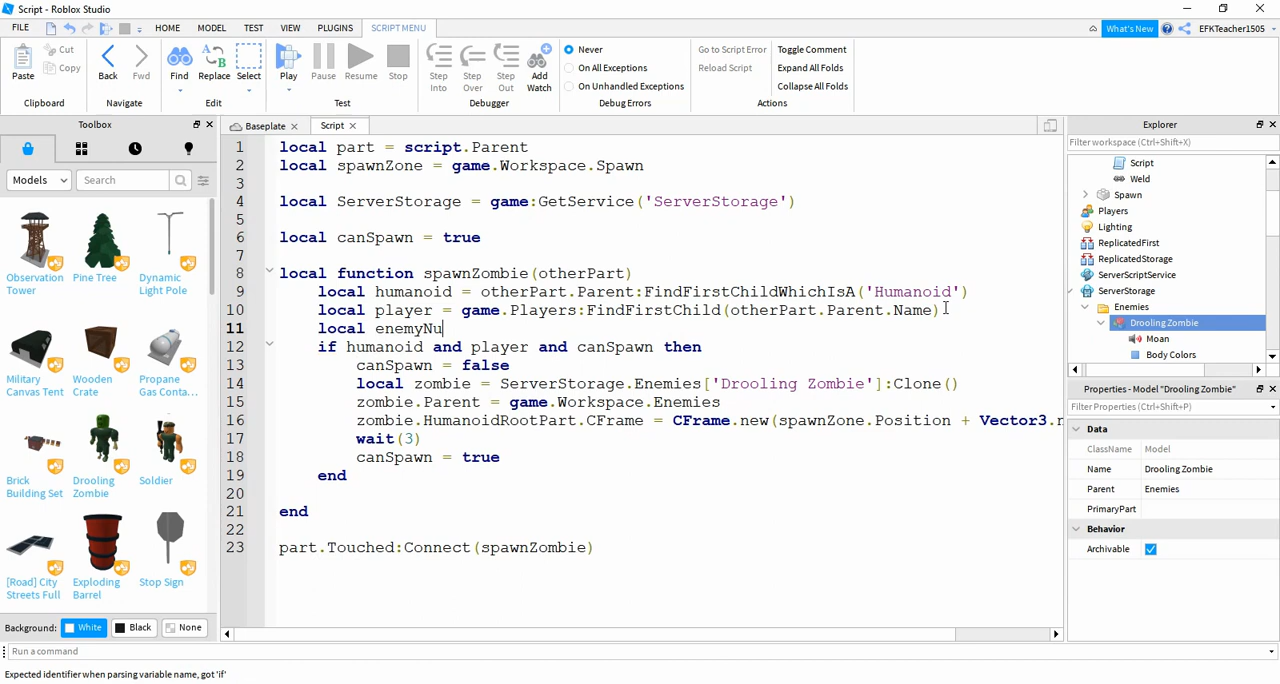 Script - Roblox Studio
FILE HOME MODEL TEST VIEW PLUGINS SCRIPT MENU What's New EFKTeacher1505
Paste Cut Copy Back Fwd Find Replace Select Play Pause Resume Stop Step Into Step Over Step Out Add Watch
Never
On All Exceptions
On Unhandled Exceptions
Go to Script Error
Reload Script
Toggle Comment
Expand All Folds
Collapse All Folds
Clipboard Navigate Edit Test Debugger Debug Errors Actions
Toolbox
Models Search
Observation Tower
Pine Tree
Dynamic Light Pole
Military Canvas Tent
Wooden Crate
Propane Gas Conta...
Brick Building Set
Drooling Zombie
Soldier
[Road] City Streets Full
Exploding Barrel
Stop Sign
Background: White Black None
Baseplate Script
1 local part = script.Parent
2 local spawnZone = game.Workspace.Spawn
3
4 local ServerStorage = game:GetService('ServerStorage')
5
6 local canSpawn = true
7
8 local function spawnZombie(otherPart)
9 local humanoid = otherPart.Parent:FindFirstChildWhichIsA('Humanoid')
10 local player = game.Players:FindFirstChild(otherPart.Parent.Name)
11 local enemyNu
12 if humanoid and player and canSpawn then
13 canSpawn = false
14 local zombie = ServerStorage.Enemies['Drooling Zombie']:Clone()
15 zombie.Parent = game.Workspace.Enemies
16 zombie.HumanoidRootPart.CFrame = CFrame.new(spawnZone.Position + Vector3.n
17 wait(3)
18 canSpawn = true
19 end
20
21 end
22
23 part.Touched:Connect(spawnZombie)
Explorer
Filter workspace (Ctrl+Shift+X)
Script
Weld
Spawn
Players
Lighting
ReplicatedFirst
ReplicatedStorage
ServerScriptService
ServerStorage
Enemies
Drooling Zombie
Moan
Body Colors
Properties - Model "Drooling Zombie"
Filter Properties (Ctrl+Shift+P)
Data
ClassName Model
Name Drooling Zombie
Parent Enemies
PrimaryPart
Behavior
Archivable
Run a command
Expected identifier when parsing variable name, got 'if'